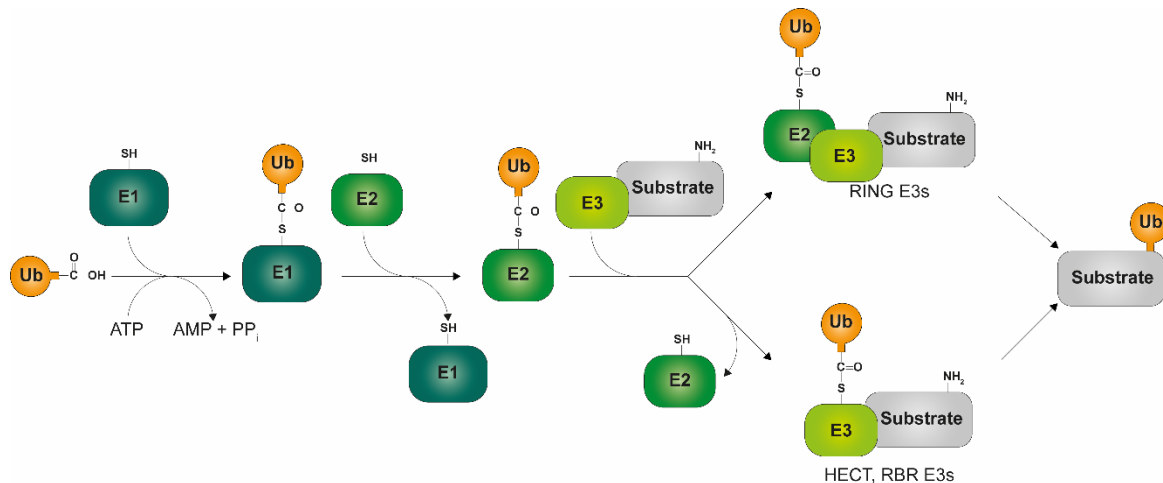 Ub
C=O
S
NH₂
E2
E3
Substrate
RING E3s
SH
E1
Ub
C O
S
E1
SH
E2
Ub
C O
S
E2
NH₂
E3
Substrate
Ub
O
C OH
ATP
AMP + PPᵢ
SH
E1
SH
E2
Ub
C=O
S
NH₂
E3
Substrate
HECT, RBR E3s
Ub
Substrate